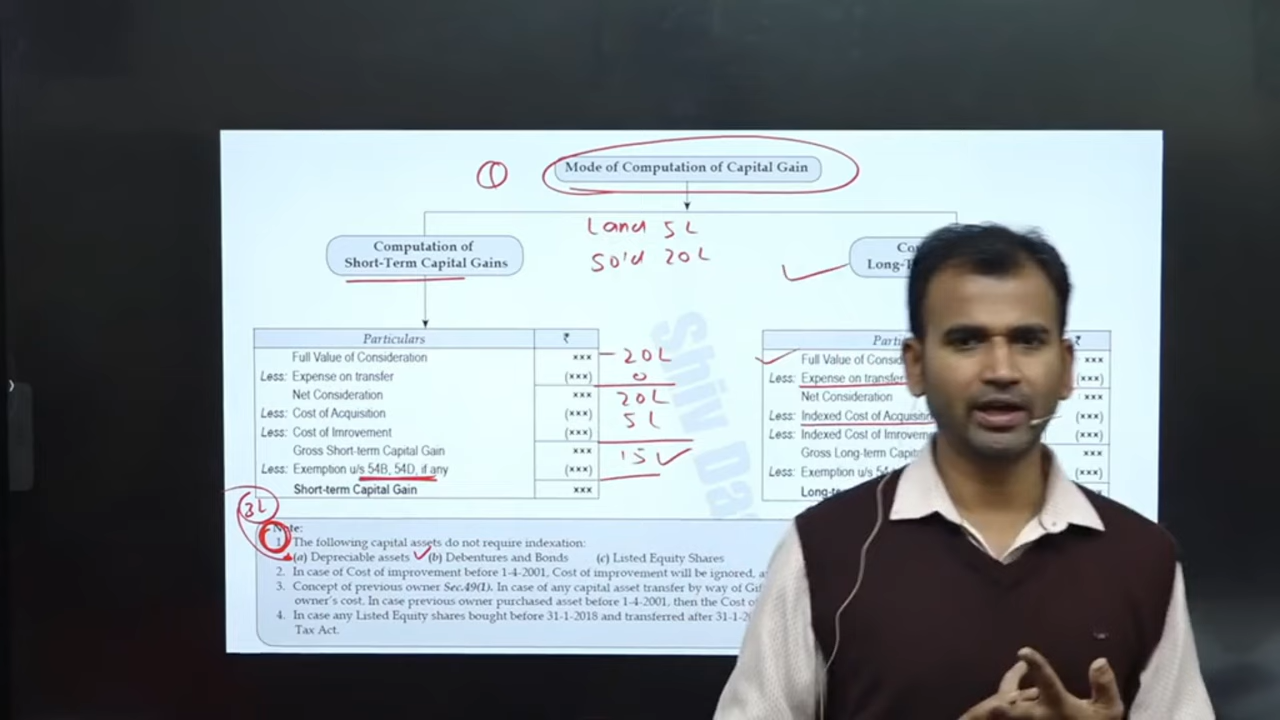 ① Mode of Computation of Capital Gain
Land 5L
Sold 20L
Computation of
Short-Term Capital Gains
Particulars ₹
Full Value of Consideration xxx – 20L
Less: Expense on transfer (xxx) 0
Net Consideration xxx 20L
Less: Cost of Acquisition (xxx) 5L
Less: Cost of Imrovement (xxx)
Gross Short-term Capital Gain xxx 15L
Less: Exemption u/s 54B, 54D, if any (xxx)
Short-term Capital Gain xxx
₹
Full Value of xxx
Less: Expense on transfer (xxx)
Net Consideration xxx
Less: Indexed Cost of (xxx)
Less: Indexed Cost of (xxx)
Gross Long-term xxx
Less: Exemption u/s (xxx)
Shiv
3L
Note:
1. The following capital assets do not require indexation:
(a) Depreciable assets (b) Debentures and Bonds (c) Listed Equity Shares
2. In case of Cost of improvement before 1-4-2001, Cost of improvement will be ignored,
3. Concept of previous owner Sec.49(1). In case of any capital asset transfer by way of
owner's cost. In case previous owner purchased asset before 1-4-2001, then the Cost of
4. In case any Listed Equity shares bought before 31-1-2018 and transferred after
Tax Act.